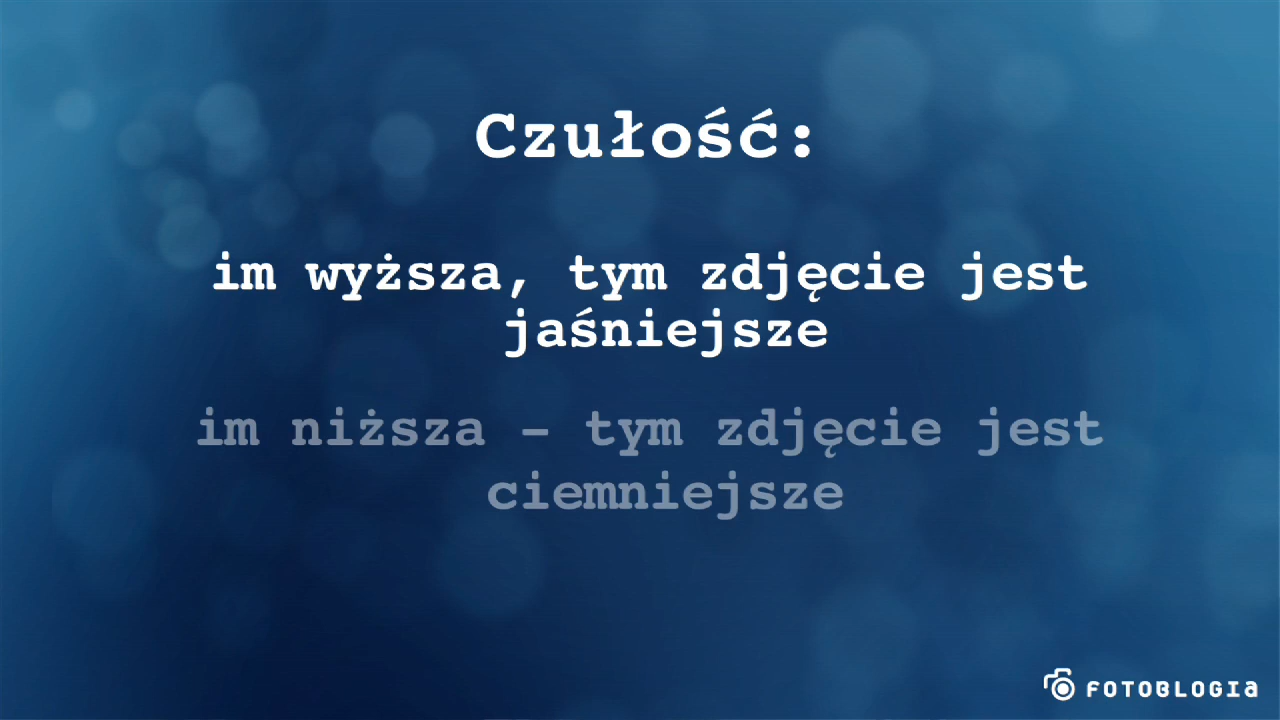 Czułość:
im wyższa, tym zdjęcie jest
jaśniejsze
im niższa - tym zdjęcie jest
ciemniejsze
FOTOBLOGIA